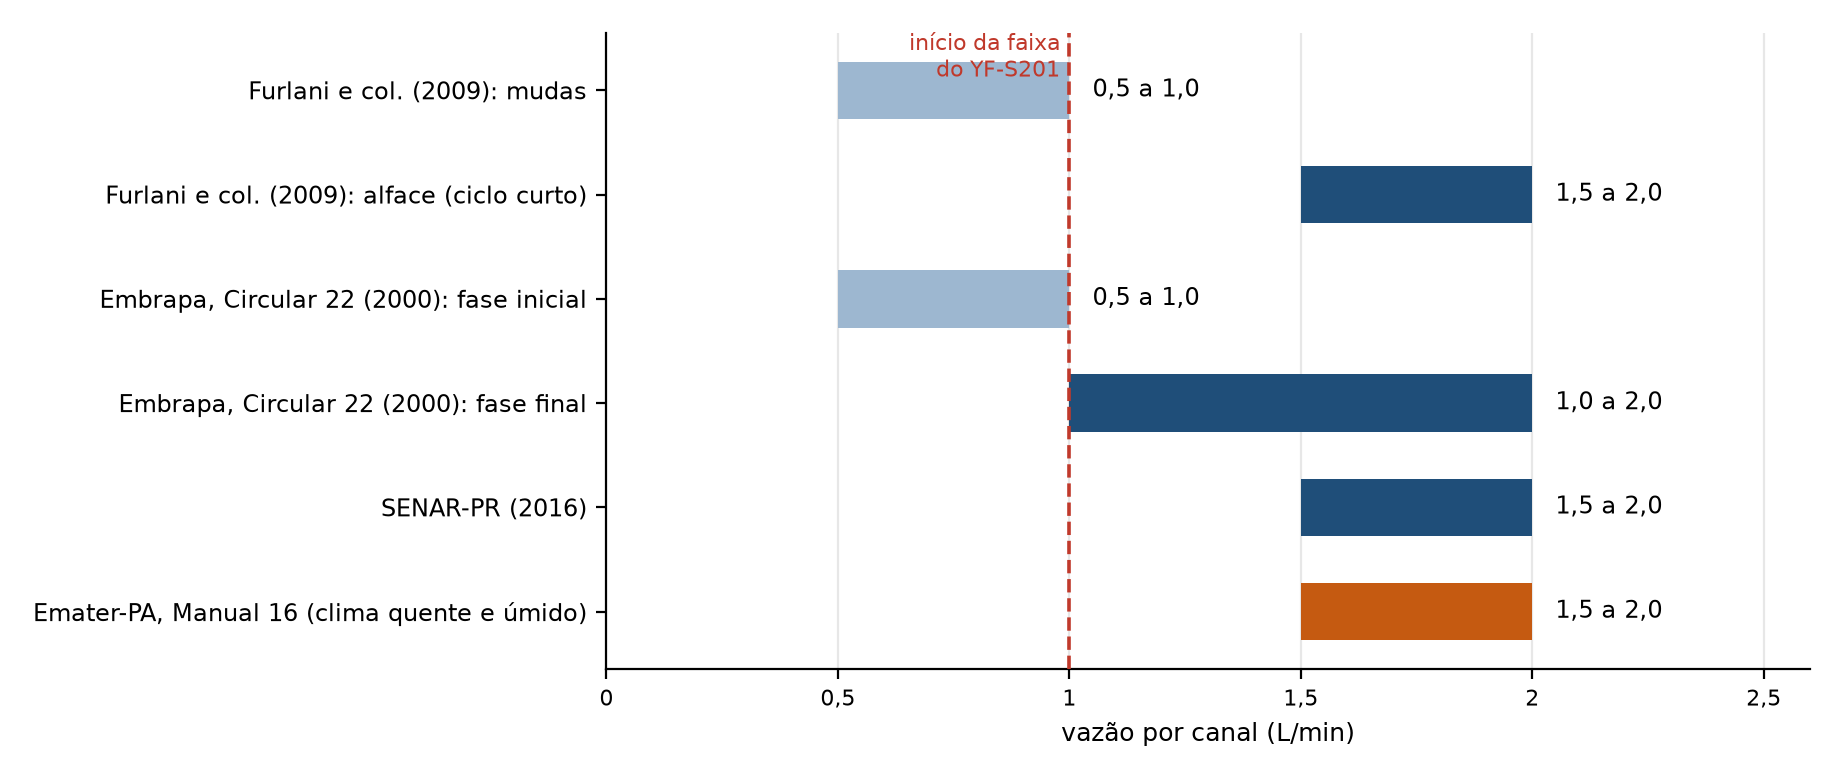 início da faixa
do YF-S201
Furlani e col. (2009): mudas
0,5 a 1,0
Furlani e col. (2009): alface (ciclo curto)
1,5 a 2,0
Embrapa, Circular 22 (2000): fase inicial
0,5 a 1,0
Embrapa, Circular 22 (2000): fase final
1,0 a 2,0
SENAR-PR (2016)
1,5 a 2,0
Emater-PA, Manual 16 (clima quente e úmido)
1,5 a 2,0
0 0,5 1 1,5 2 2,5
vazão por canal (L/min)